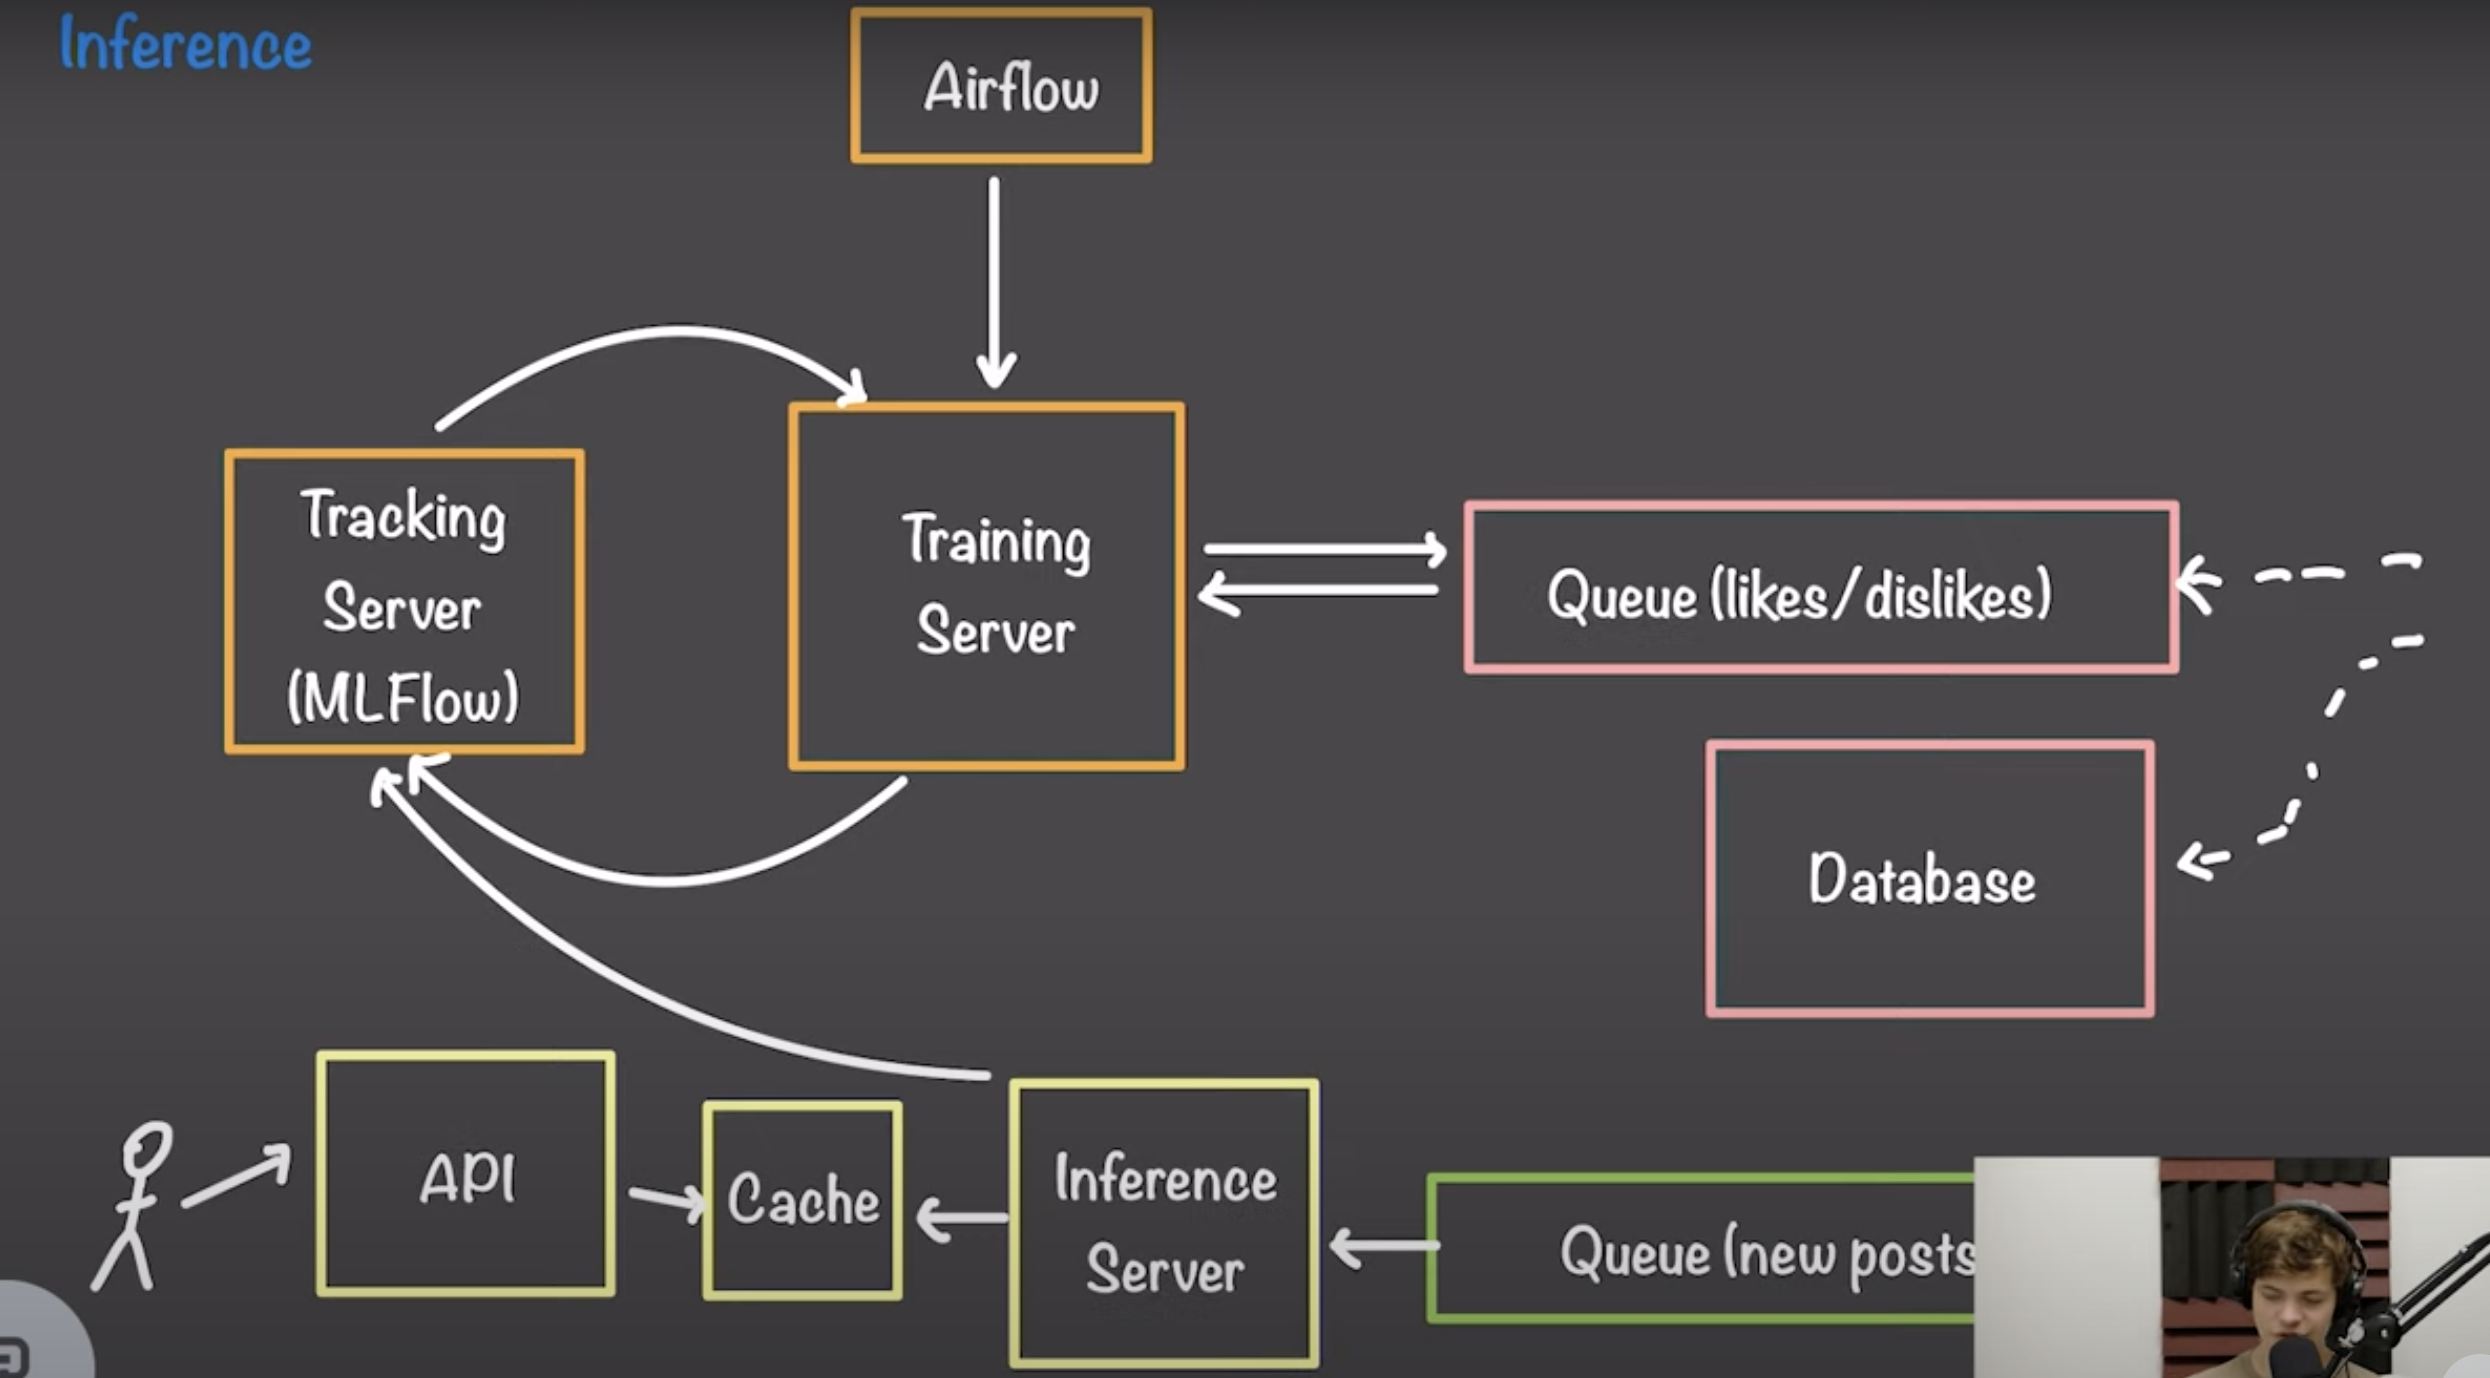 Inference
Airflow
Tracking
Server
(MLFlow)
Training
Server
Queue (likes/dislikes)
Database
API
Cache
Inference
Server
Queue (new posts